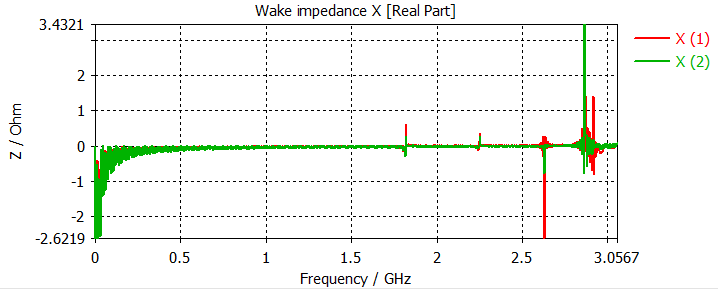 Wake impedance X [Real Part]
3.4321
2
1
0
-1
-2
-2.6219
Z / Ohm
0 0.5 1 1.5 2 2.5 3.0567
Frequency / GHz
X (1)
X (2)